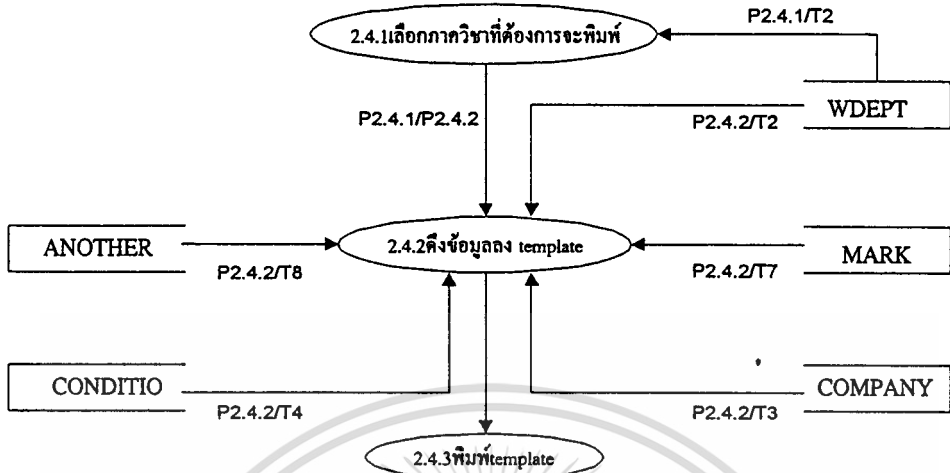 P2.4.1/T2
2.4.1เลือกภาควิชาที่ต้องการจะพิมพ์
WDEPT
P2.4.1/P2.4.2
P2.4.2/T2
ANOTHER
2.4.2ดึงข้อมูลลง template
MARK
P2.4.2/T8
P2.4.2/T7
CONDITIO
COMPANY
P2.4.2/T4
P2.4.2/T3
2.4.3พิมพ์template